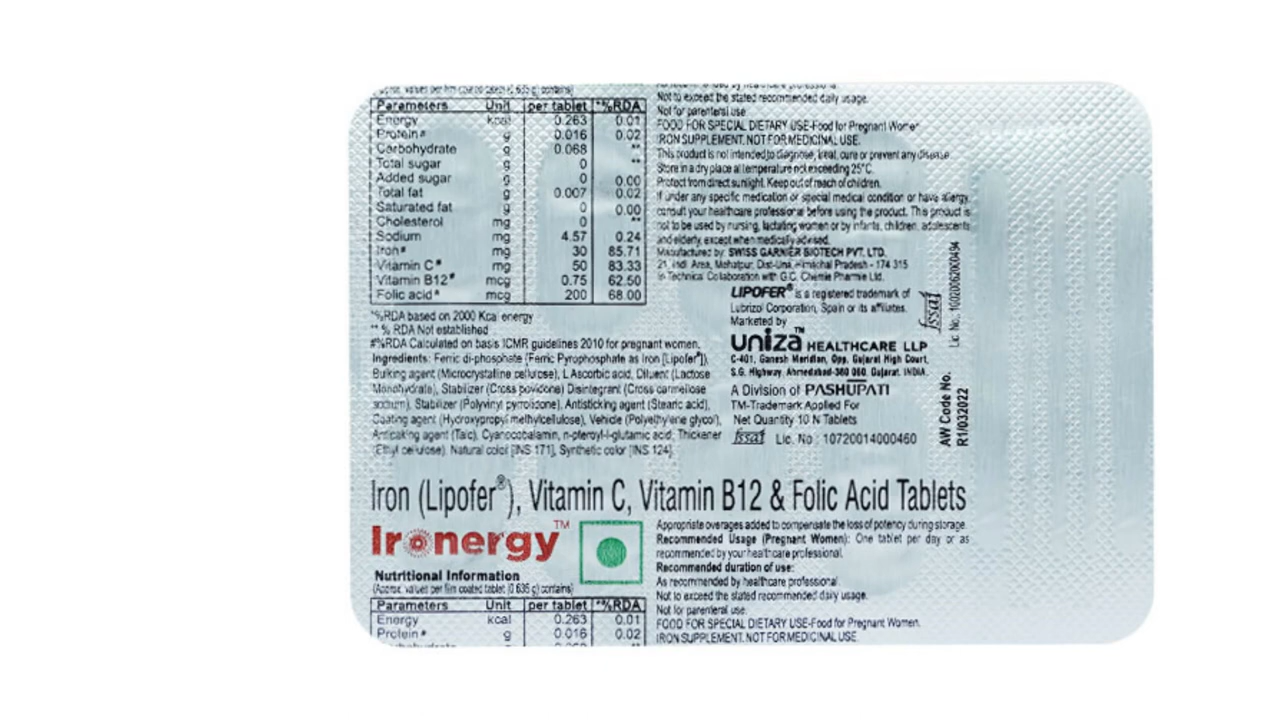 (Approx. values per film coated tablet (0.635 g) contains)
Parameters Unit per tablet *%RDA
Energy kcal 0.263 0.01
Protein# g 0.016 0.02
Carbohydrate g 0.068 **
Total sugar g 0 **
Added sugar g 0 0.00
Total fat g 0.007 0.02
Saturated fat g 0 0.00
Cholesterol mg 0 **
Sodium mg 4.57 0.24
Iron# mg 30 85.71
Vitamin C# mg 50 83.33
Vitamin B12# mcg 0.75 62.50
Folic acid# mcg 200 68.00
*%RDA based on 2000 Kcal energy
** % RDA Not established
#%RDA Calculated on basis ICMR guidelines 2010 for pregnant women.
Ingredients: Ferric di-phosphate (Ferric Pyrophosphate as Iron [Lipofer®]),
Bulking agent (Microcrystalline cellulose), L Ascorbic acid, Diluent (Lactose
Monohydrate), Stabilizer (Cross povidone) Disintegrant (Cross carmellose
sodium), Stabilizer (Polyvinyl pyrrolidone), Antisticking agent (Stearic acid),
Coating agent (Hydroxypropyl methylcellulose), Vehicle (Polyethylene glycol),
Anticaking agent (Talc), Cyanocobalamin, n-pteroyl-l-glutamic acid, Thickener
(Ethyl cellulose). Natural color [INS 171], Synthetic color [INS 124].
As recommended by healthcare professional
Not to exceed the stated recommended daily usage.
Not for parenteral use
FOOD FOR SPECIAL DIETARY USE-Food for Pregnant Women
IRON SUPPLEMENT. NOT FOR MEDICINAL USE.
This product is not intended to diagnose, treat, cure or prevent any disease.
Store in a dry place at temperature not exceeding 25°C.
Protect from direct sunlight. Keep out of reach of children.
If under any specific medication or special medical condition or have allergy,
consult your healthcare professional before using the product. This product is
not to be used by nursing, lactating women or by infants, children, adolescents
and elderly, except when medically advised.
Manufactured by: SWISS GARNIER BIOTECH PVT. LTD.
21, Indl Area, Mehatpur, Dist-Una, Himachal Pradesh - 174 315
In Technical Collaboration with G.C. Chemie Pharmie Ltd.
LIPOFER® is a registered trademark of
Lubrizol Corporation, Spain or its affiliates.
Marketed by
uniza™ HEALTHCARE LLP
C-401, Ganesh Meridian, Opp. Gujarat High Court,
S.G. Highway, Ahmedabad-380 060, Gujarat, INDIA.
A Division of PASHUPATI
TM-Trademark Applied For
Net Quantity 10 N Tablets
fssai Lic. No.: 10720014000460
fssai
Lic. No.: 10020062000494
AW Code No.
R1/032022
Iron (Lipofer®), Vitamin C, Vitamin B12 & Folic Acid Tablets
Ironergy™
Nutritional Information
(Approx. values per film coated tablet (0.635 g) contains)
Parameters Unit per tablet *%RDA
Energy kcal 0.263 0.01
Protein# g 0.016 0.02
Appropriate overages added to compensate the loss of potency during storage.
Recommended Usage (Pregnant Women): One tablet per day or as
recommended by your healthcare professional.
Recommended duration of use:
As recommended by healthcare professional
Not to exceed the stated recommended daily usage.
Not for parenteral use.
FOOD FOR SPECIAL DIETARY USE-Food for Pregnant Women.
IRON SUPPLEMENT. NOT FOR MEDICINAL USE.